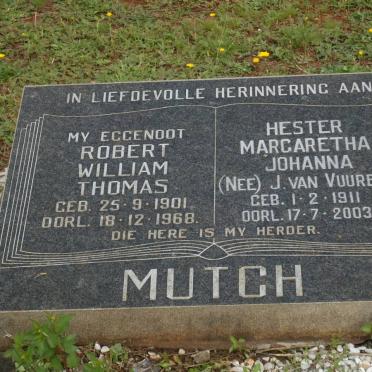 IN LIEFDEVOLLE HERINNERING AAN
MY EGGENOOT
ROBERT
WILLIAM
THOMAS
GEB. 25·9·1901
OORL. 18·12·1968.
HESTER
MARGARETHA
JOHANNA
(NEE) J. VAN
GEB. 1·2·1911
OORL. 17·7·2003
DIE HERE IS MY HERDER.
MUTCH